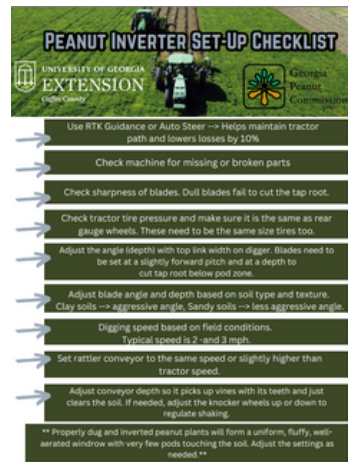 PEANUT INVERTER SET-UP CHECKLIST
UNIVERSITY OF GEORGIA
EXTENSION
Coffee County
Georgia
Peanut
Commission
Use RTK Guidance or Auto Steer --> Helps maintain tractor
path and lowers losses by 10%
Check machine for missing or broken parts
Check sharpness of blades. Dull blades fail to cut the tap root.
Check tractor tire pressure and make sure it is the same as rear
gauge wheels. These need to be the same size tires too.
Adjust the angle (depth) with top link width on digger. Blades need to
be set at a slightly forward pitch and at a depth to
cut tap root below pod zone.
Adjust blade angle and depth based on soil type and texture.
Clay soils --> aggressive angle, Sandy soils --> less aggressive angle.
Digging speed based on field conditions.
Typical speed is 2 -and 3 mph.
Set rattler conveyor to the same speed or slightly higher than
tractor speed.
Adjust conveyor depth so it picks up vines with its teeth and just
clears the soil. If needed, adjust the knocker wheels up or down to
regulate shaking.
** Properly dug and inverted peanut plants will form a uniform, fluffy, well-
aerated windrow with very few pods touching the soil. Adjust the settings as
needed.**